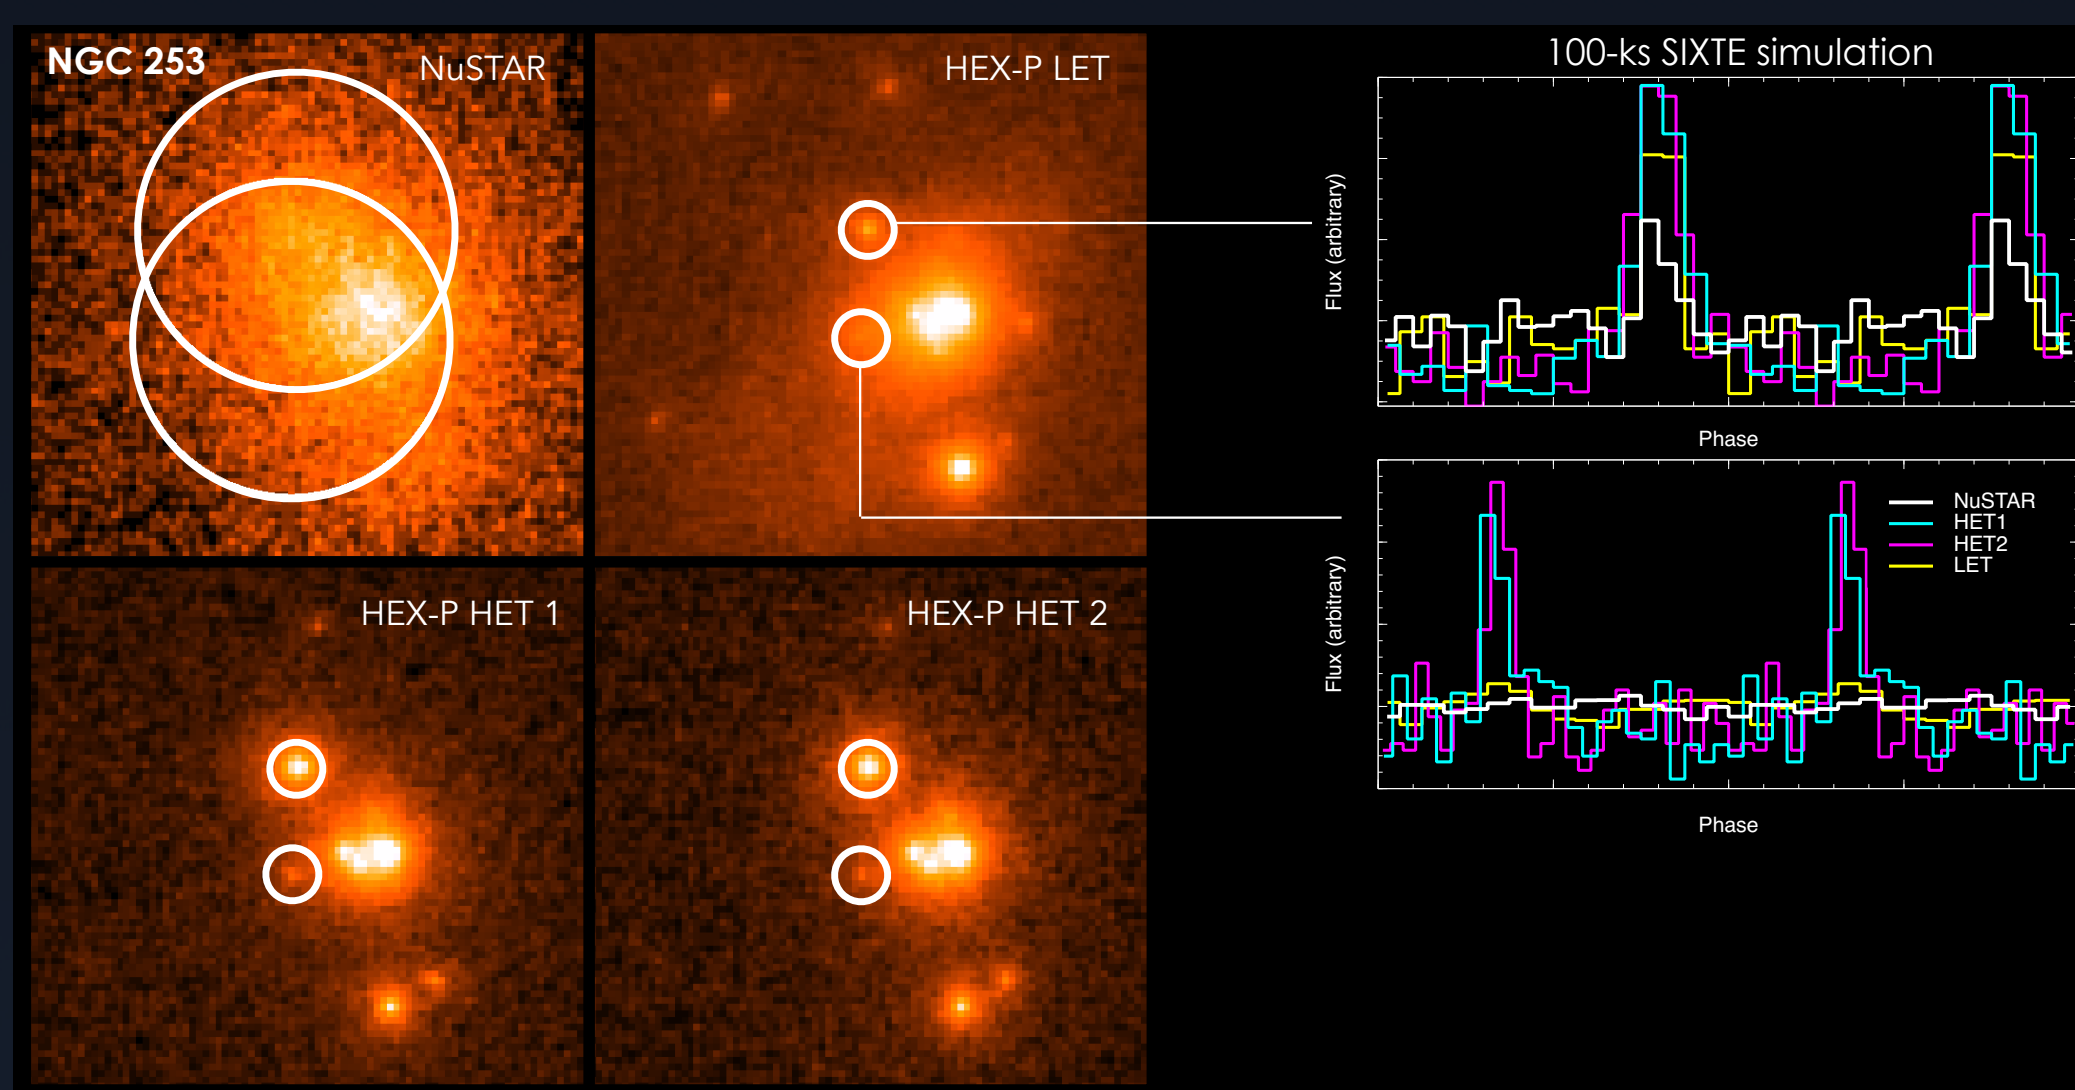 NGC 253
NuSTAR
HEX-P LET
100-ks SIXTE simulation
Flux (arbitrary)
Phase
NuSTAR
HET1
HET2
LET
Flux (arbitrary)
Phase
HEX-P HET 1
HEX-P HET 2